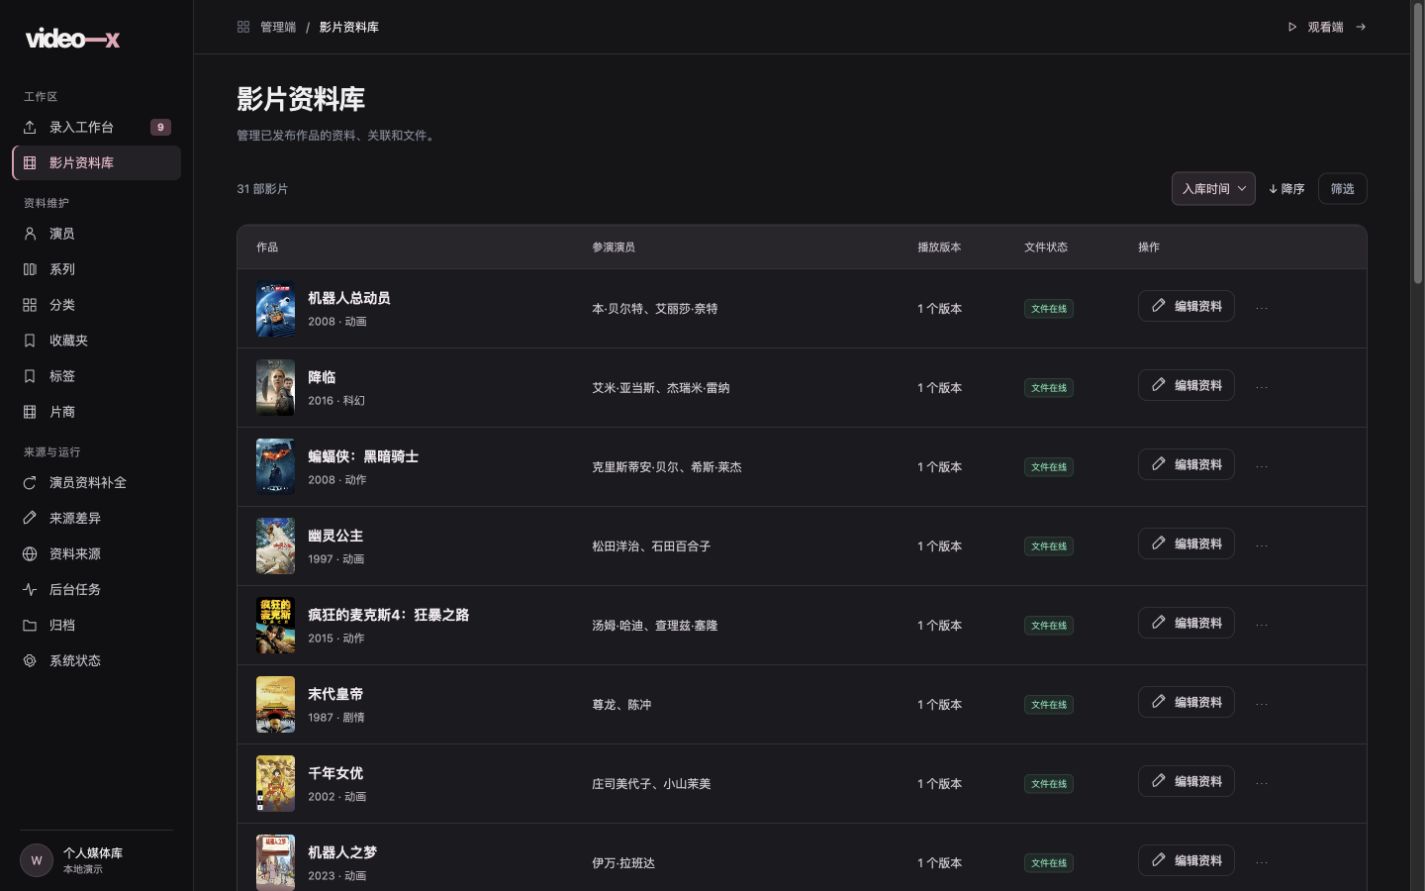 video—x
管理端 / 影片资料库
观看端 →
工作区
录入工作台 9
影片资料库
资料维护
演员
系列
分类
收藏夹
标签
片商
来源与运行
演员资料补全
来源差异
资料来源
后台任务
归档
系统状态
W
个人媒体库
本地演示
影片资料库
管理已发布作品的资料、关联和文件。
31 部影片
入库时间 ↓ 降序 筛选
作品 参演演员 播放版本 文件状态 操作
机器人总动员
2008 · 动画
本·贝尔特、艾丽莎·奈特 1 个版本 文件在线 编辑资料 ···
降临
2016 · 科幻
艾米·亚当斯、杰瑞米·雷纳 1 个版本 文件在线 编辑资料 ···
蝙蝠侠：黑暗骑士
2008 · 动作
克里斯蒂安·贝尔、希斯·莱杰 1 个版本 文件在线 编辑资料 ···
幽灵公主
1997 · 动画
松田洋治、石田百合子 1 个版本 文件在线 编辑资料 ···
疯狂的麦克斯
疯狂的麦克斯4：狂暴之路
2015 · 动作
汤姆·哈迪、查理兹·塞隆 1 个版本 文件在线 编辑资料 ···
末代皇帝
1987 · 剧情
尊龙、陈冲 1 个版本 文件在线 编辑资料 ···
千年女优
2002 · 动画
庄司美代子、小山茉美 1 个版本 文件在线 编辑资料 ···
机器人之梦
机器人之梦
2023 · 动画
伊万·拉班达 1 个版本 文件在线 编辑资料 ···